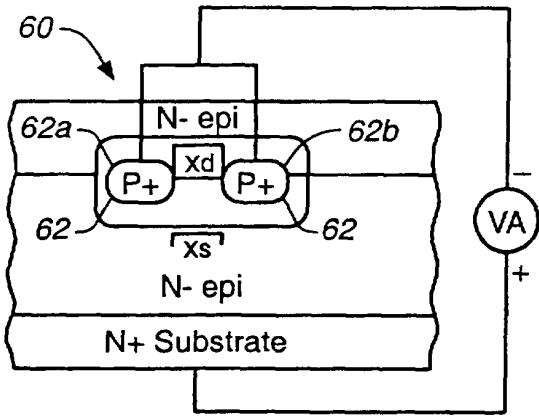 60
N- epi
62a
62b
xd
P+
P+
62
62
xs
N- epi
N+ Substrate
−
VA
+